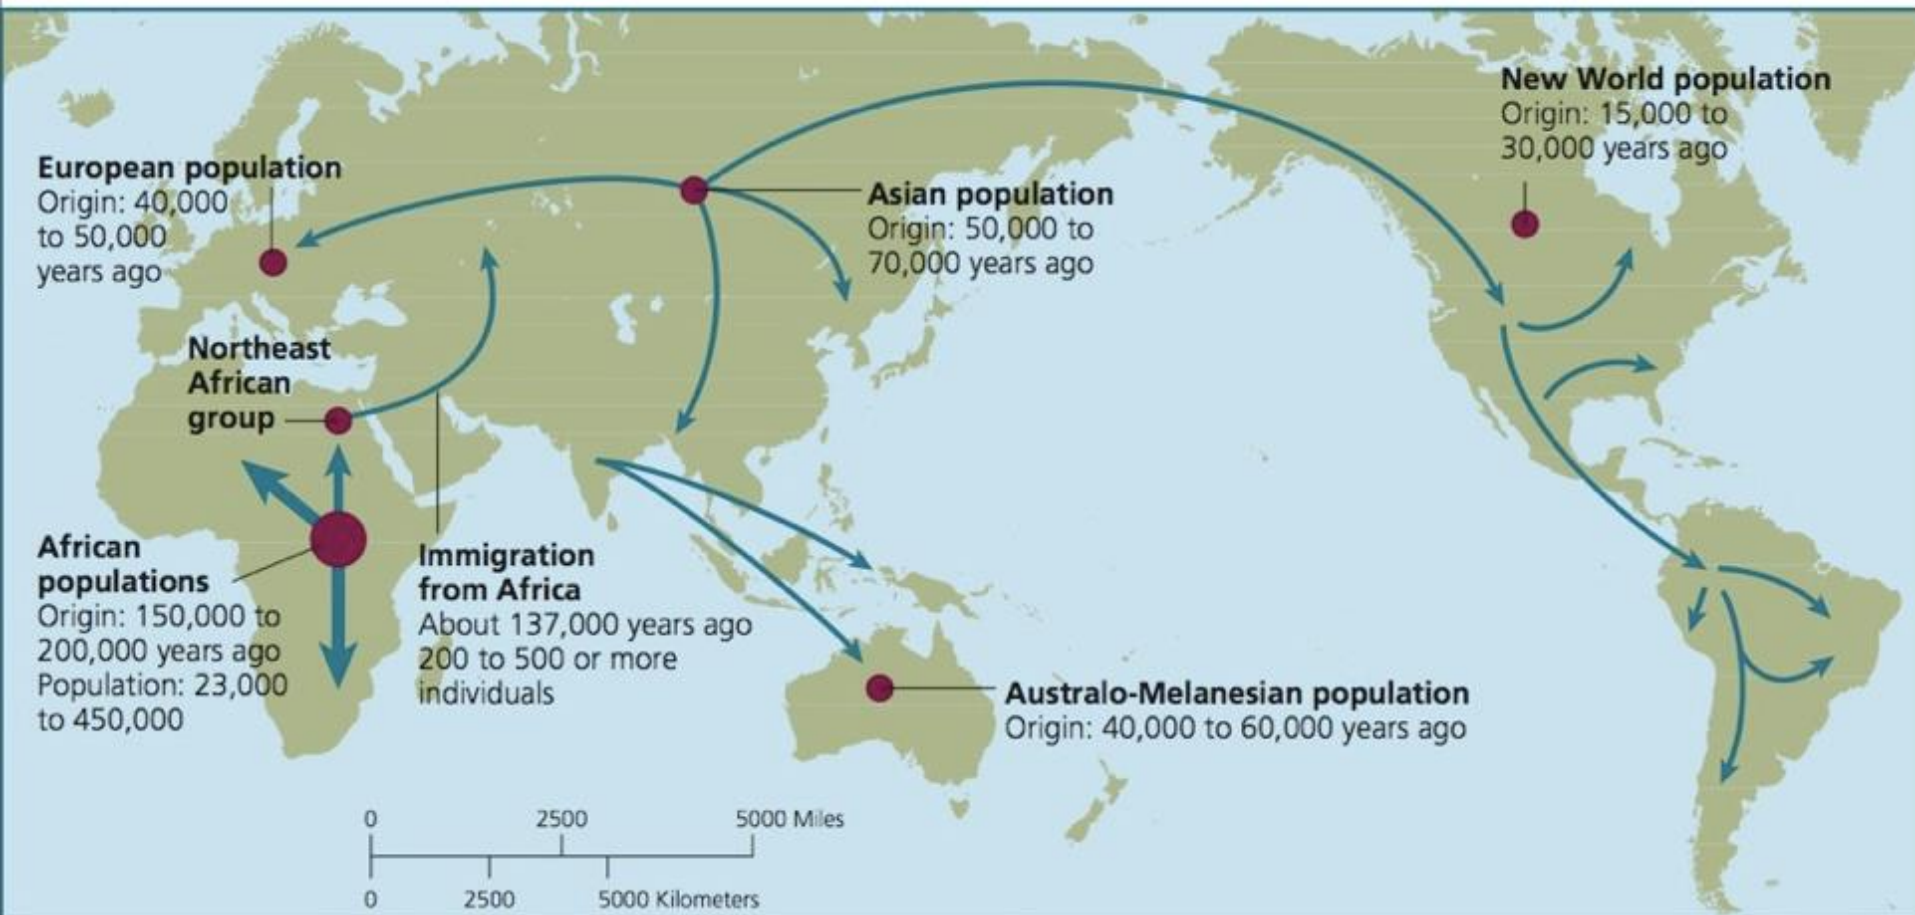 New World population
Origin: 15,000 to
30,000 years ago
European population
Origin: 40,000
to 50,000
years ago
Asian population
Origin: 50,000 to
70,000 years ago
Northeast
African
group
African
populations
Origin: 150,000 to
200,000 years ago
Population: 23,000
to 450,000
Immigration
from Africa
About 137,000 years ago
200 to 500 or more
individuals
Australo-Melanesian population
Origin: 40,000 to 60,000 years ago
0 2500 5000 Miles
0 2500 5000 Kilometers